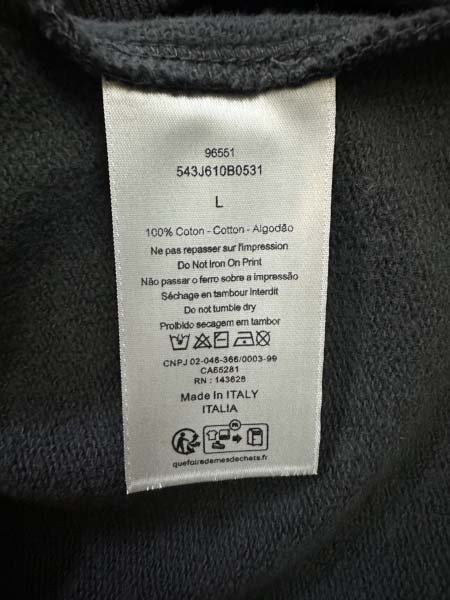 96551
543J610B0531
L
100% Coton - Cotton - Algodão
Ne pas repasser sur l'impression
Do Not Iron On Print
Não passar o ferro sobre a impressão
Séchage en tambour interdit
Do not tumble dry
Proibido secagem em tambor
CNPJ 02-046-366/0003-99
CA55281
RN : 143628
Made in ITALY
ITALIA
FR
quefairedemesdechets.fr